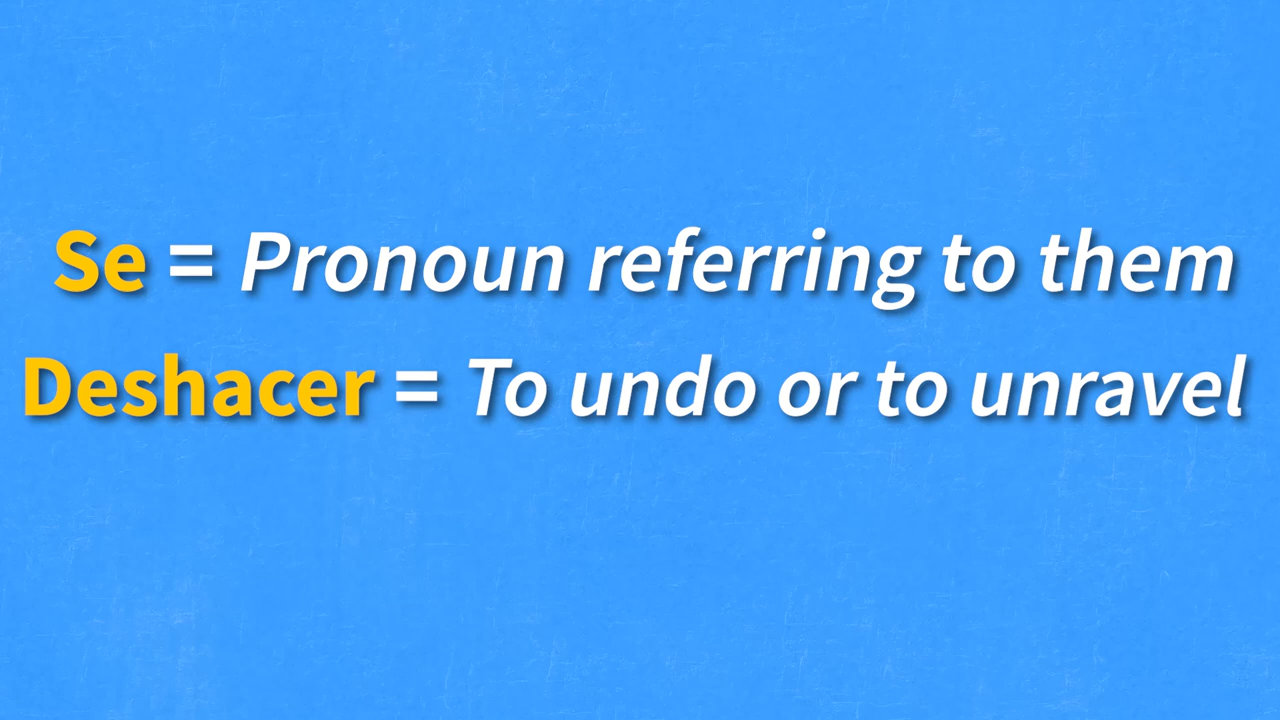 Se = Pronoun referring to them
Deshacer = To undo or to unravel